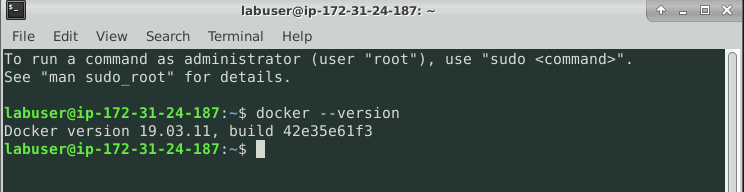 labuser@ip-172-31-24-187: ~
File Edit View Search Terminal Help
To run a command as administrator (user "root"), use "sudo <command>".
See "man sudo_root" for details.
labuser@ip-172-31-24-187:~$ docker --version
Docker version 19.03.11, build 42e35e61f3
labuser@ip-172-31-24-187:~$